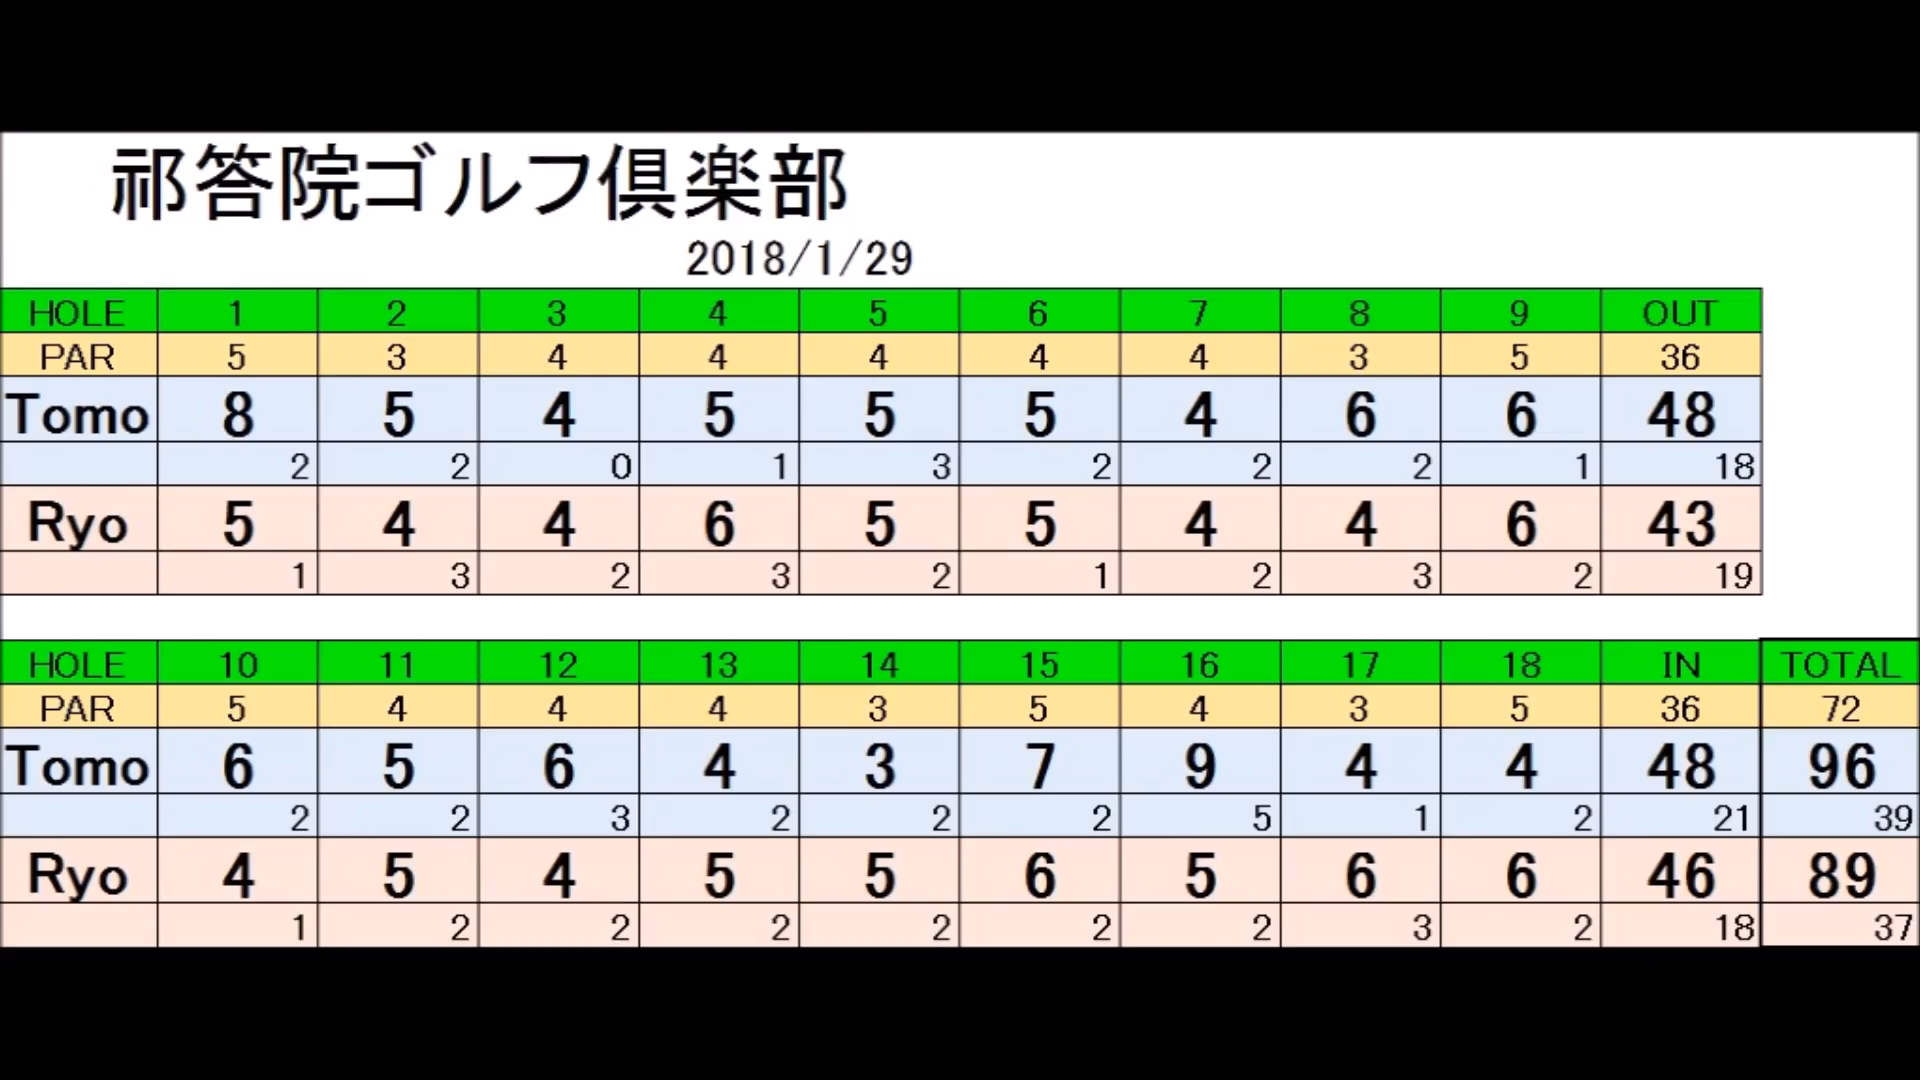 祁答院ゴルフ倶楽部
2018/1/29
HOLE 1 2 3 4 5 6 7 8 9 OUT
PAR 5 3 4 4 4 4 4 3 5 36
Tomo 8 5 4 5 5 5 4 6 6 48
2 2 0 1 3 2 2 2 1 18
Ryo 5 4 4 6 5 5 4 4 6 43
1 3 2 3 2 1 2 3 2 19
HOLE 10 11 12 13 14 15 16 17 18 IN TOTAL
PAR 5 4 4 4 3 5 4 3 5 36 72
Tomo 6 5 6 4 3 7 9 4 4 48 96
2 2 3 2 2 2 5 1 2 21 39
Ryo 4 5 4 5 5 6 5 6 6 46 89
1 2 2 2 2 2 2 3 2 18 37